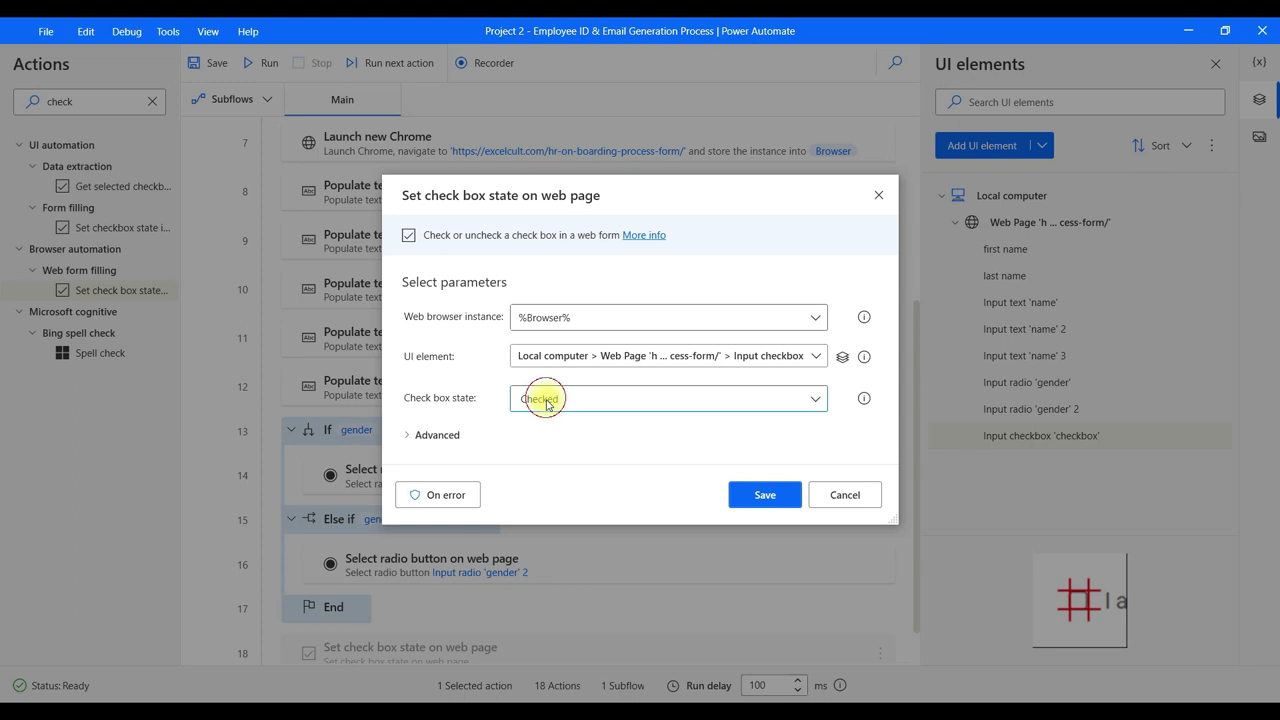 File Edit Debug Tools View Help Project 2 - Employee ID & Email Generation Process | Power Automate
Actions
check
UI automation
Data extraction
Get selected checkb...
Form filling
Set checkbox state i...
Browser automation
Web form filling
Set check box state...
Microsoft cognitive
Bing spell check
Spell check
Save Run Stop Run next action Recorder
Subflows Main
7 Launch new Chrome
Launch Chrome, navigate to 'https://excelcult.com/hr-on-boarding-process-form/' and store the instance into Browser
8 Populate te
Populate text
9 Populate te
Populate text
10 Populate te
Populate text
11 Populate te
Populate text
12 Populate te
Populate text
13 If gender
14 Select r
Select ra
15 Else if gen
16 Select radio button on web page
Select radio button Input radio 'gender' 2
17 End
18 Set check box state on web page
Set check box state on web page
Set check box state on web page
Check or uncheck a check box in a web form More info
Select parameters
Web browser instance: %Browser%
UI element: Local computer > Web Page 'h ... cess-form/' > Input checkbox
Check box state: Checked
Advanced
On error Save Cancel
UI elements {x}
Search UI elements
Add UI element Sort
Local computer
Web Page 'h ... cess-form/'
first name
last name
Input text 'name'
Input text 'name' 2
Input text 'name' 3
Input radio 'gender'
Input radio 'gender' 2
Input checkbox 'checkbox'
I a
Status: Ready 1 Selected action 18 Actions 1 Subflow Run delay 100 ms